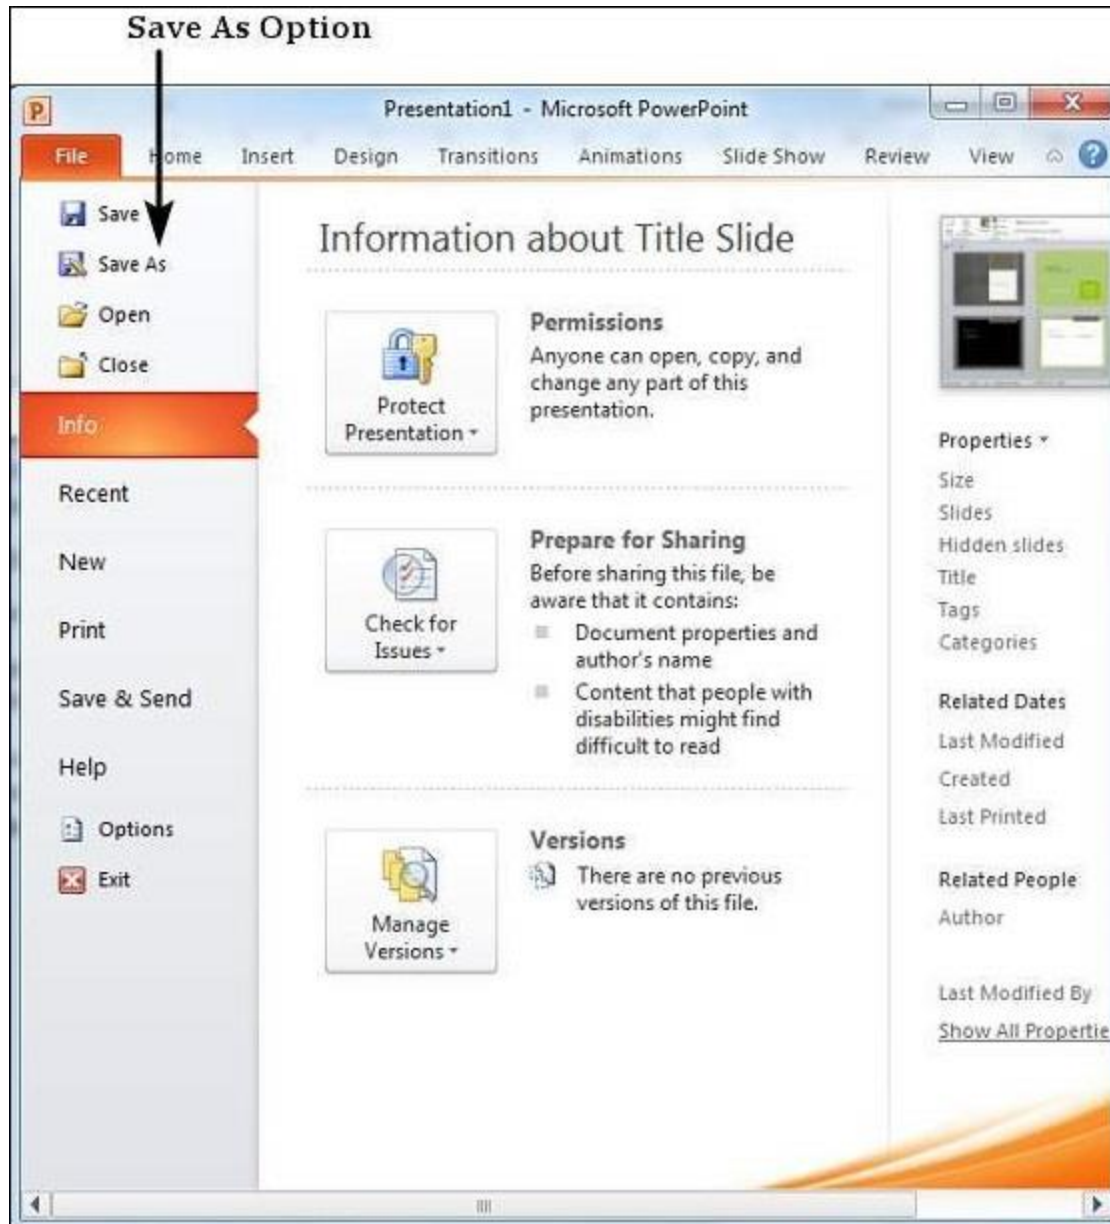 Save As Option
Presentation1 - Microsoft PowerPoint
File Home Insert Design Transitions Animations Slide Show Review View
Save
Save As
Open
Close
Info
Recent
New
Print
Save & Send
Help
Options
Exit
Information about Title Slide
Protect
Presentation
Permissions
Anyone can open, copy, and
change any part of this
presentation.
Check for
Issues
Prepare for Sharing
Before sharing this file, be
aware that it contains:
Document properties and
author's name
Content that people with
disabilities might find
difficult to read
Manage
Versions
Versions
There are no previous
versions of this file.
Properties
Size
Slides
Hidden slides
Title
Tags
Categories
Related Dates
Last Modified
Created
Last Printed
Related People
Author
Last Modified By
Show All Propertie